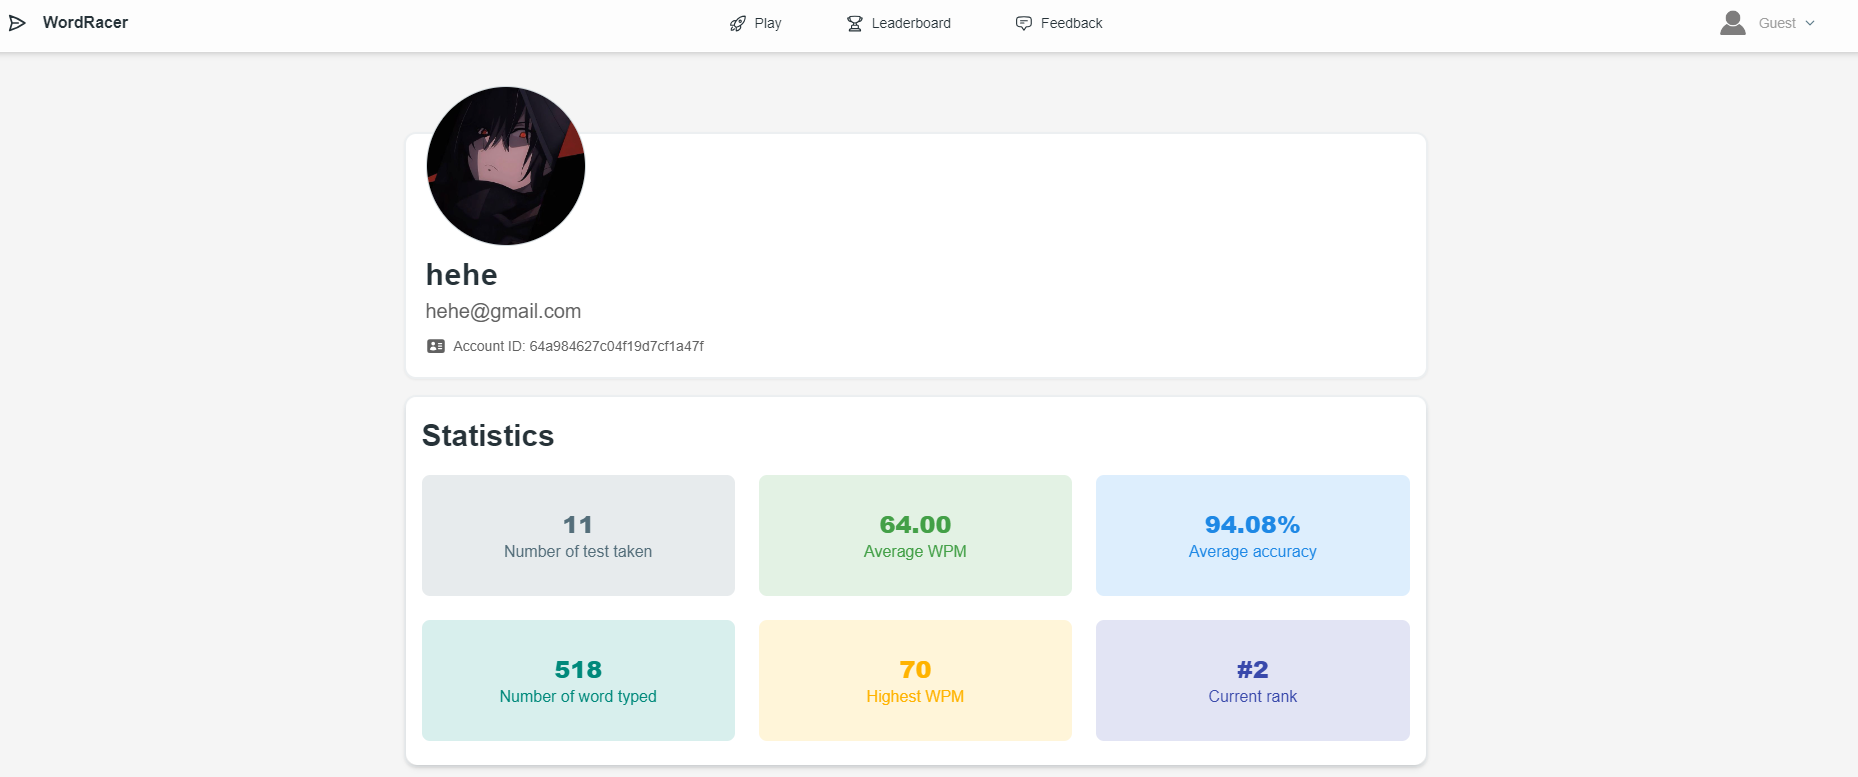 WordRacer
Play
Leaderboard
Feedback
Guest
hehe
hehe@gmail.com
Account ID: 64a984627c04f19d7cf1a47f
Statistics
11
Number of test taken
64.00
Average WPM
94.08%
Average accuracy
518
Number of word typed
70
Highest WPM
#2
Current rank